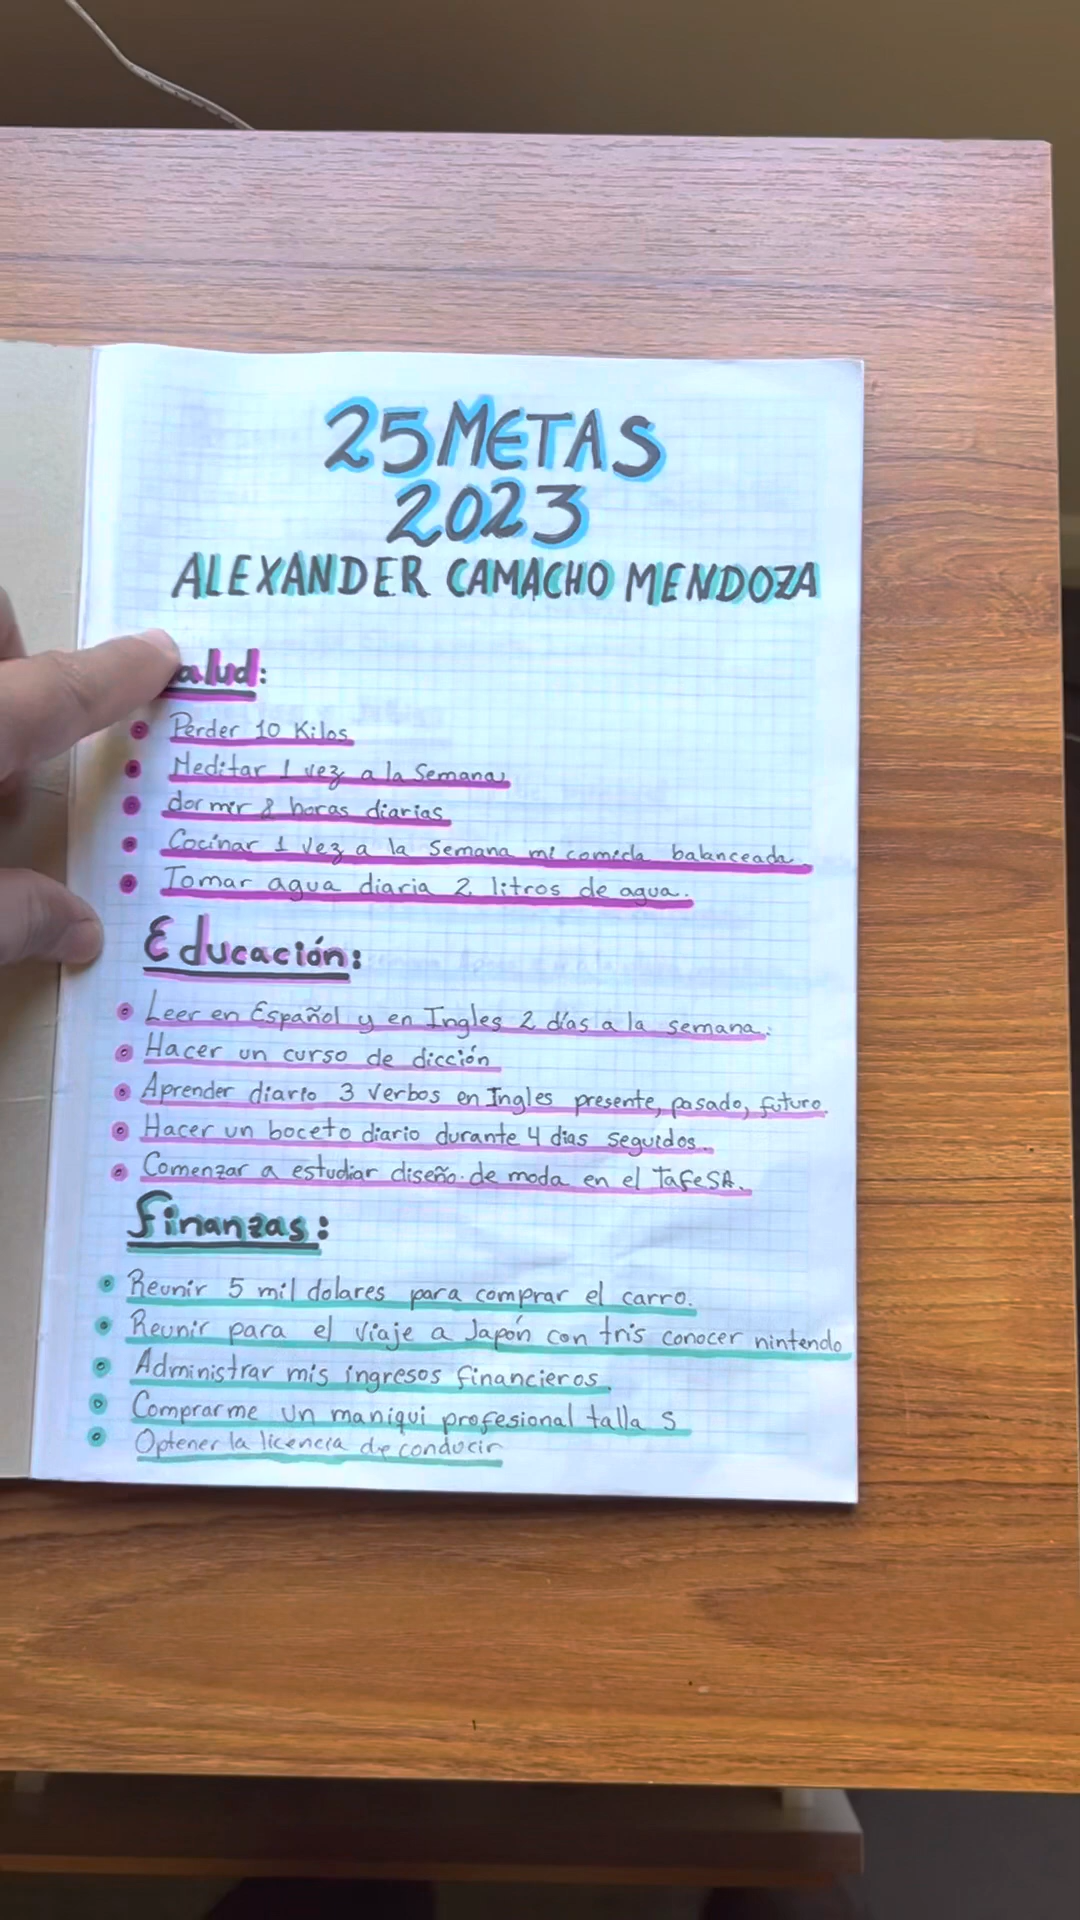 25 METAS
2023
ALEXANDER CAMACHO MENDOZA
alud:
Perder 10 Kilos
Meditar 1 vez a la Semana
dormir 8 horas diarias
Cocinar 1 vez a la Semana mi comida balanceada
Tomar agua diaria 2 litros de agua.
Educación:
Leer en Español y en Ingles 2 días a la semana.
Hacer un curso de dicción
Aprender diario 3 verbos en Ingles presente, pasado, futuro.
Hacer un boceto diario durante 4 dias seguidos.
Comenzar a estudiar diseño de moda en el TafeSA.
Finanzas:
Reunir 5 mil dolares para comprar el carro.
Reunir para el viaje a Japón con tris conocer nintendo
Administrar mis ingresos financieros.
Comprarme un maniqui profesional talla S
Optener la licencia de conducir